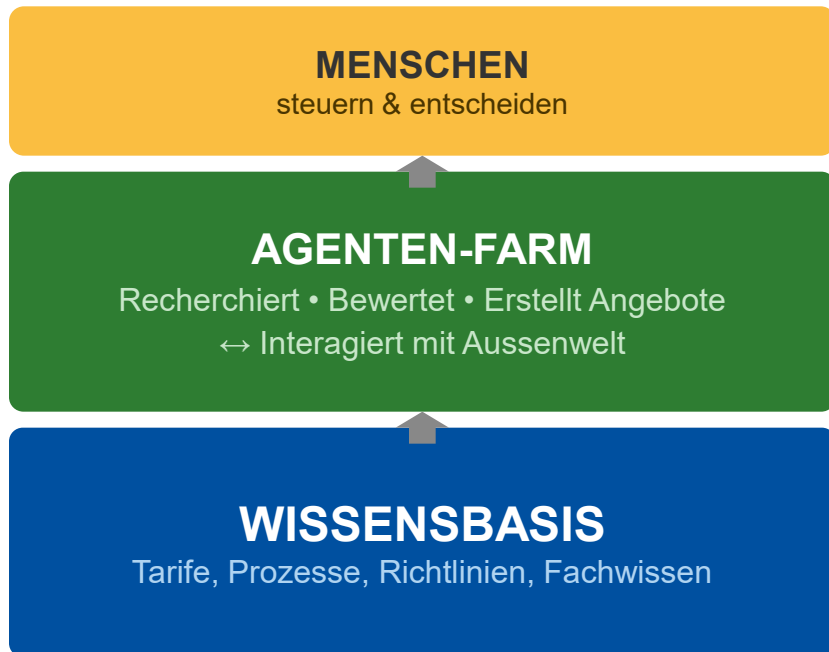 MENSCHEN
steuern & entscheiden
AGENTEN-FARM
Recherchiert • Bewertet • Erstellt Angebote
↔ Interagiert mit Aussenwelt
WISSENSBASIS
Tarife, Prozesse, Richtlinien, Fachwissen